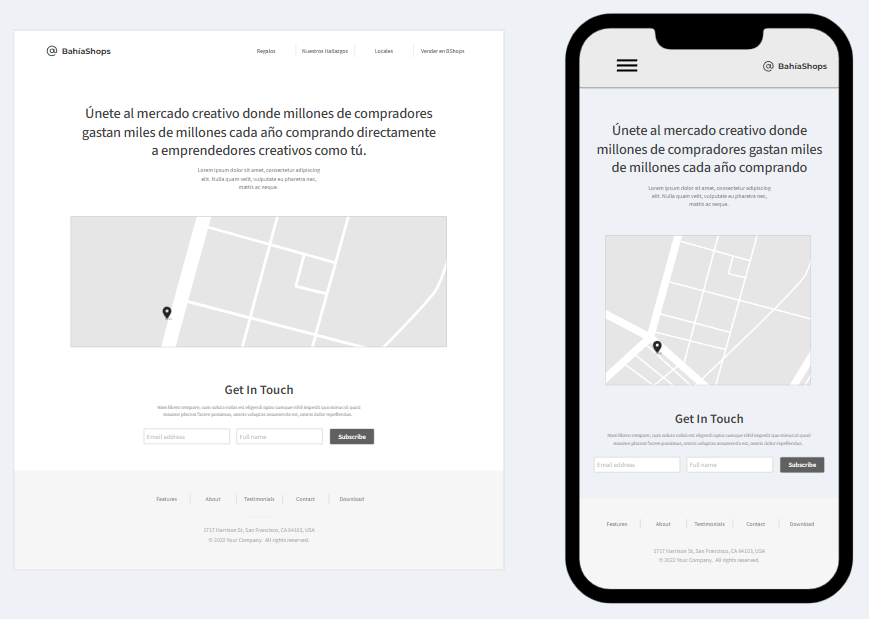 BahíaShops
Regalos
Nuestros Hallazgos
Locales
Vender en BShops
Únete al mercado creativo donde millones de compradores
gastan miles de millones cada año comprando directamente
a emprendedores creativos como tú.
Lorem ipsum dolor sit amet, consectetur adipiscing
elit. Nulla quam velit, vulputate eu pharetra nec,
mattis ac neque.
Get In Touch
Nam libero tempore, cum soluta nobis est eligendi optio cumque nihil impedit quo minus id quod
maxime placeat facere possimus, omnis voluptas assumenda est, omnis dolor repellendus.
Email address
Full name
Subscribe
Features
About
Testimonials
Contact
Download
1717 Harrison St, San Francisco, CA 94103, USA
© 2022 Your Company. All rights reserved.
BahíaShops
Únete al mercado creativo donde
millones de compradores gastan miles
de millones cada año comprando
Lorem ipsum dolor sit amet, consectetur adipiscing
elit. Nulla quam velit, vulputate eu pharetra nec,
mattis ac neque.
Get In Touch
Nam libero tempore, cum soluta nobis est eligendi optio cumque nihil impedit quo minus id quod
maxime placeat facere possimus, omnis voluptas assumenda est, omnis dolor repellendus.
Email address
Full name
Subscribe
Features
About
Testimonials
Contact
Download
1717 Harrison St, San Francisco, CA 94103, USA
© 2022 Your Company. All rights reserved.